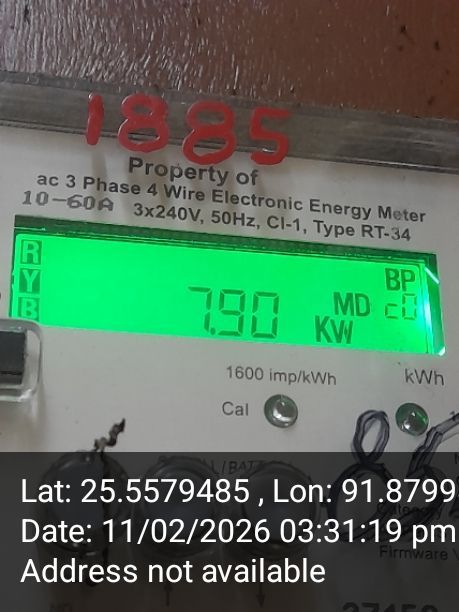 1885
Property of
ac 3 Phase 4 Wire Electronic Energy Meter
10-60A 3x240V, 50Hz, Cl-1, Type RT-34
R
BP
Y
7.90 MD c0
B
KW
1600 imp/kWh
kWh
Cal
Lat: 25.5579485 , Lon: 91.8799
Date: 11/02/2026 03:31:19 pm
Address not available